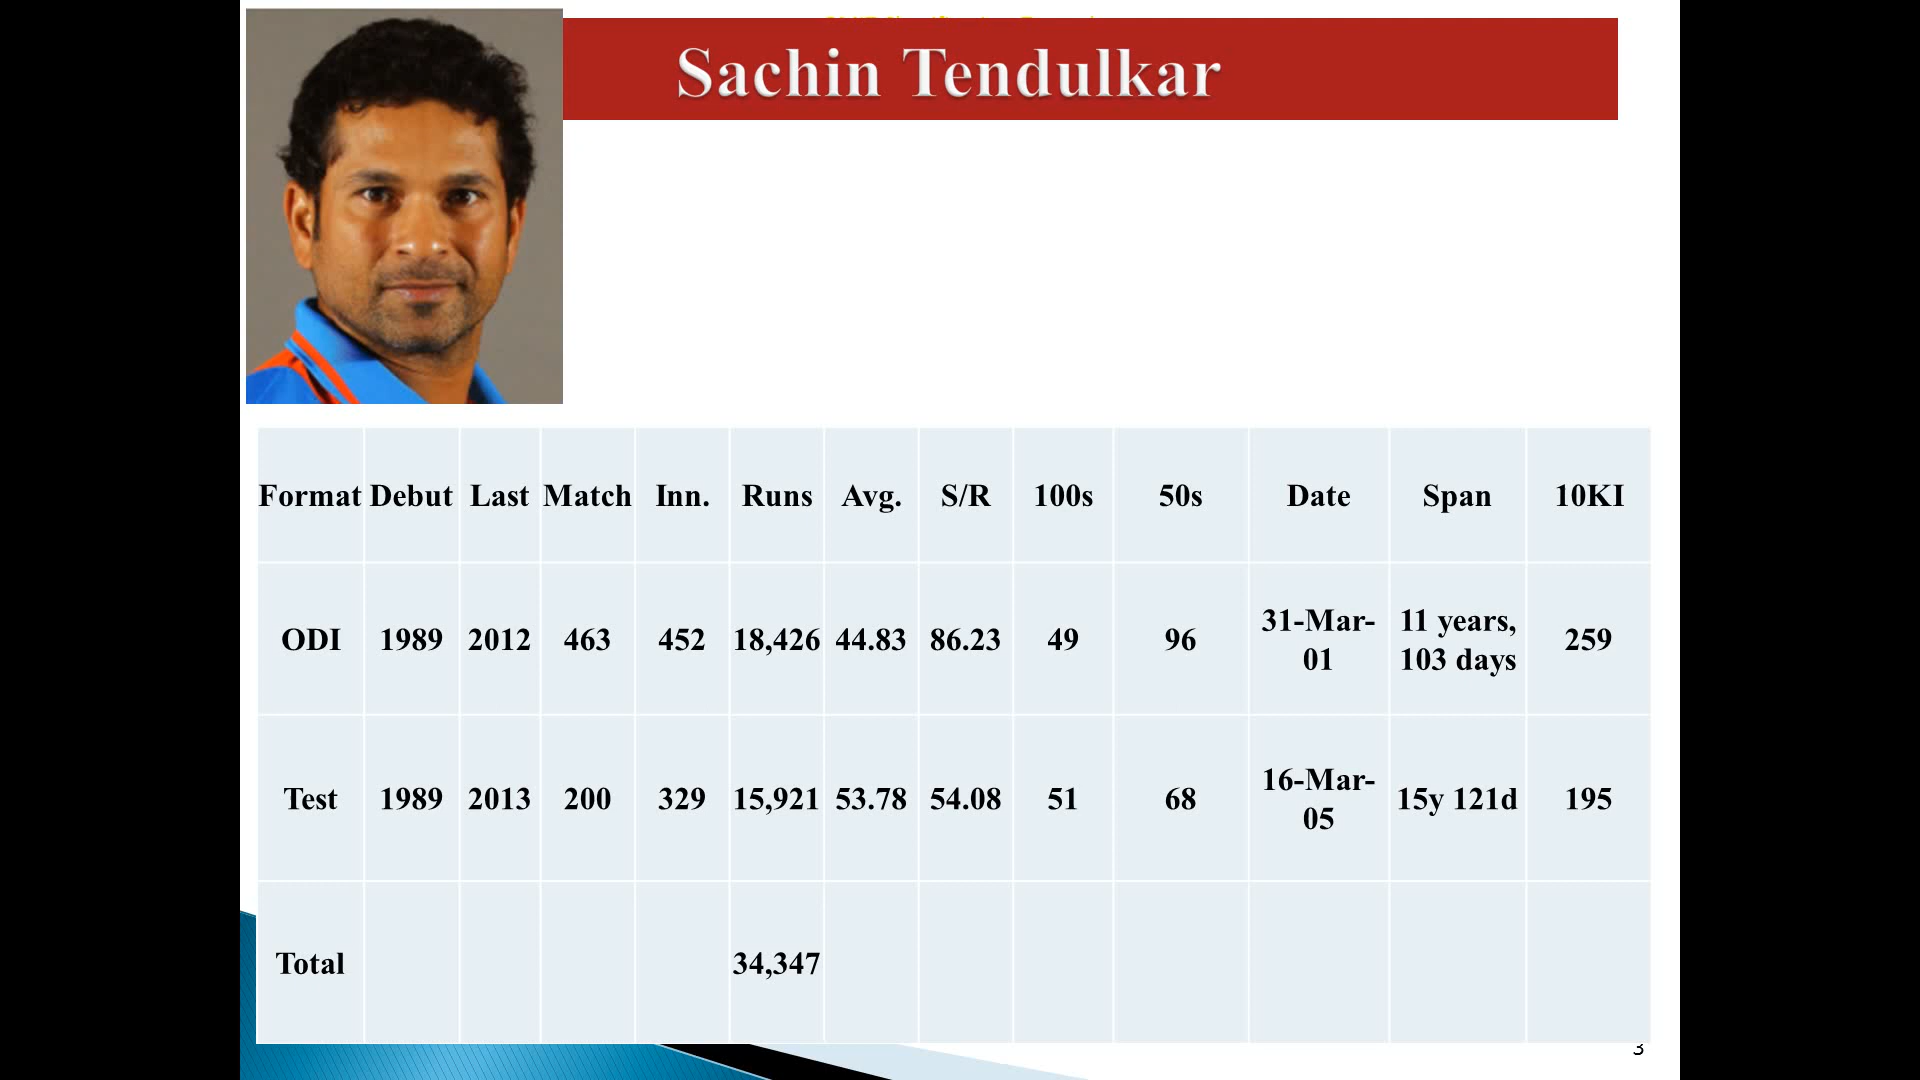 Sachin Tendulkar
Format Debut Last Match Inn. Runs Avg. S/R 100s 50s Date Span 10KI
ODI 1989 2012 463 452 18,426 44.83 86.23 49 96 31-Mar-01 11 years, 103 days 259
Test 1989 2013 200 329 15,921 53.78 54.08 51 68 16-Mar-05 15y 121d 195
Total 34,347
3